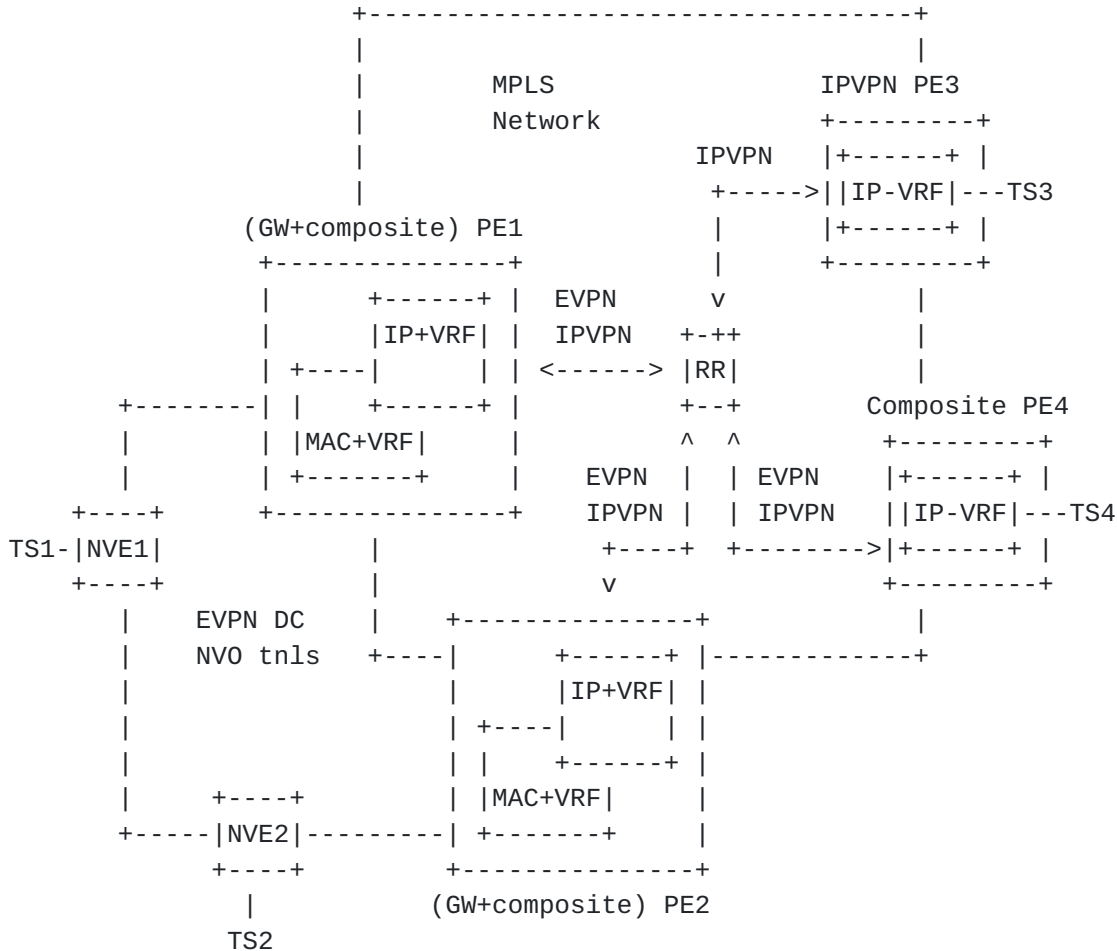 MPLS IPVPN PE3
Network
IPVPN
IP-VRF TS3
(GW+composite) PE1
EVPN
IP+VRF IPVPN
RR
Composite PE4
MAC+VRF
EVPN EVPN
IPVPN IPVPN IP-VRF TS4
TS1 NVE1
EVPN DC
NVO tnls
IP+VRF
MAC+VRF
NVE2
(GW+composite) PE2
TS2